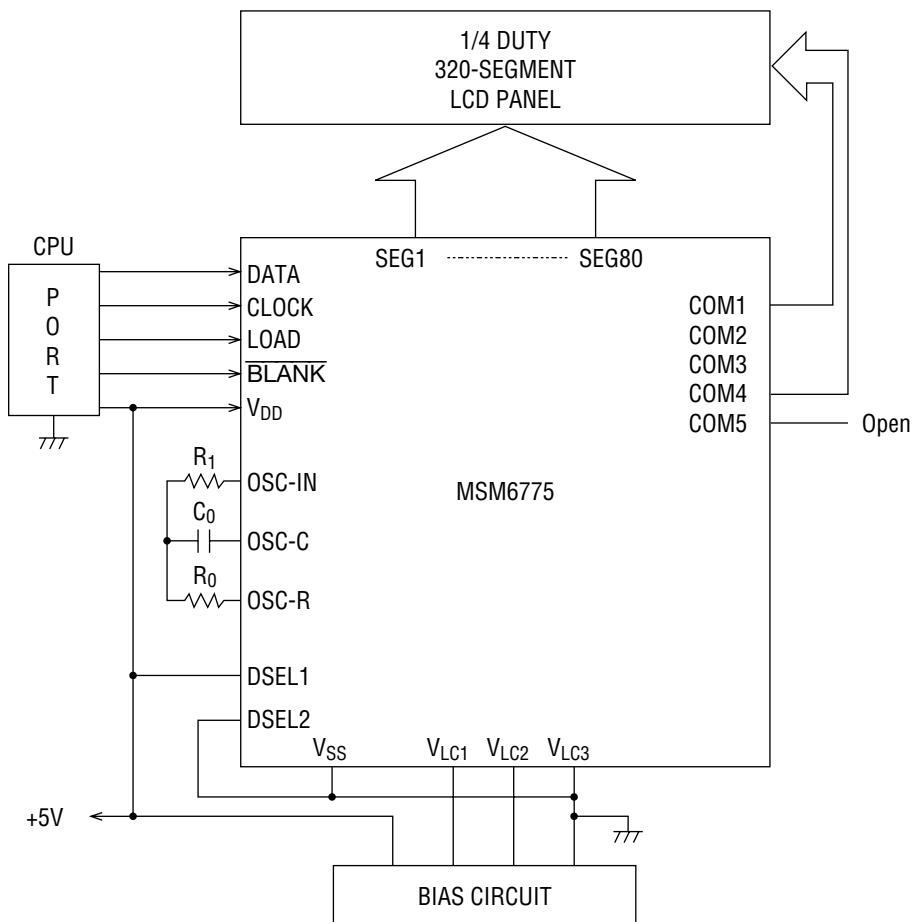 1/4 DUTY
320-SEGMENT
LCD PANEL
CPU
P
O
R
T
SEG1 SEG80
DATA
CLOCK
LOAD
BLANK
VDD
COM1
COM2
COM3
COM4
COM5
Open
R1
OSC-IN
C0
OSC-C
R0
OSC-R
MSM6775
DSEL1
DSEL2
VSS
VLC1
VLC2
VLC3
+5V
BIAS CIRCUIT